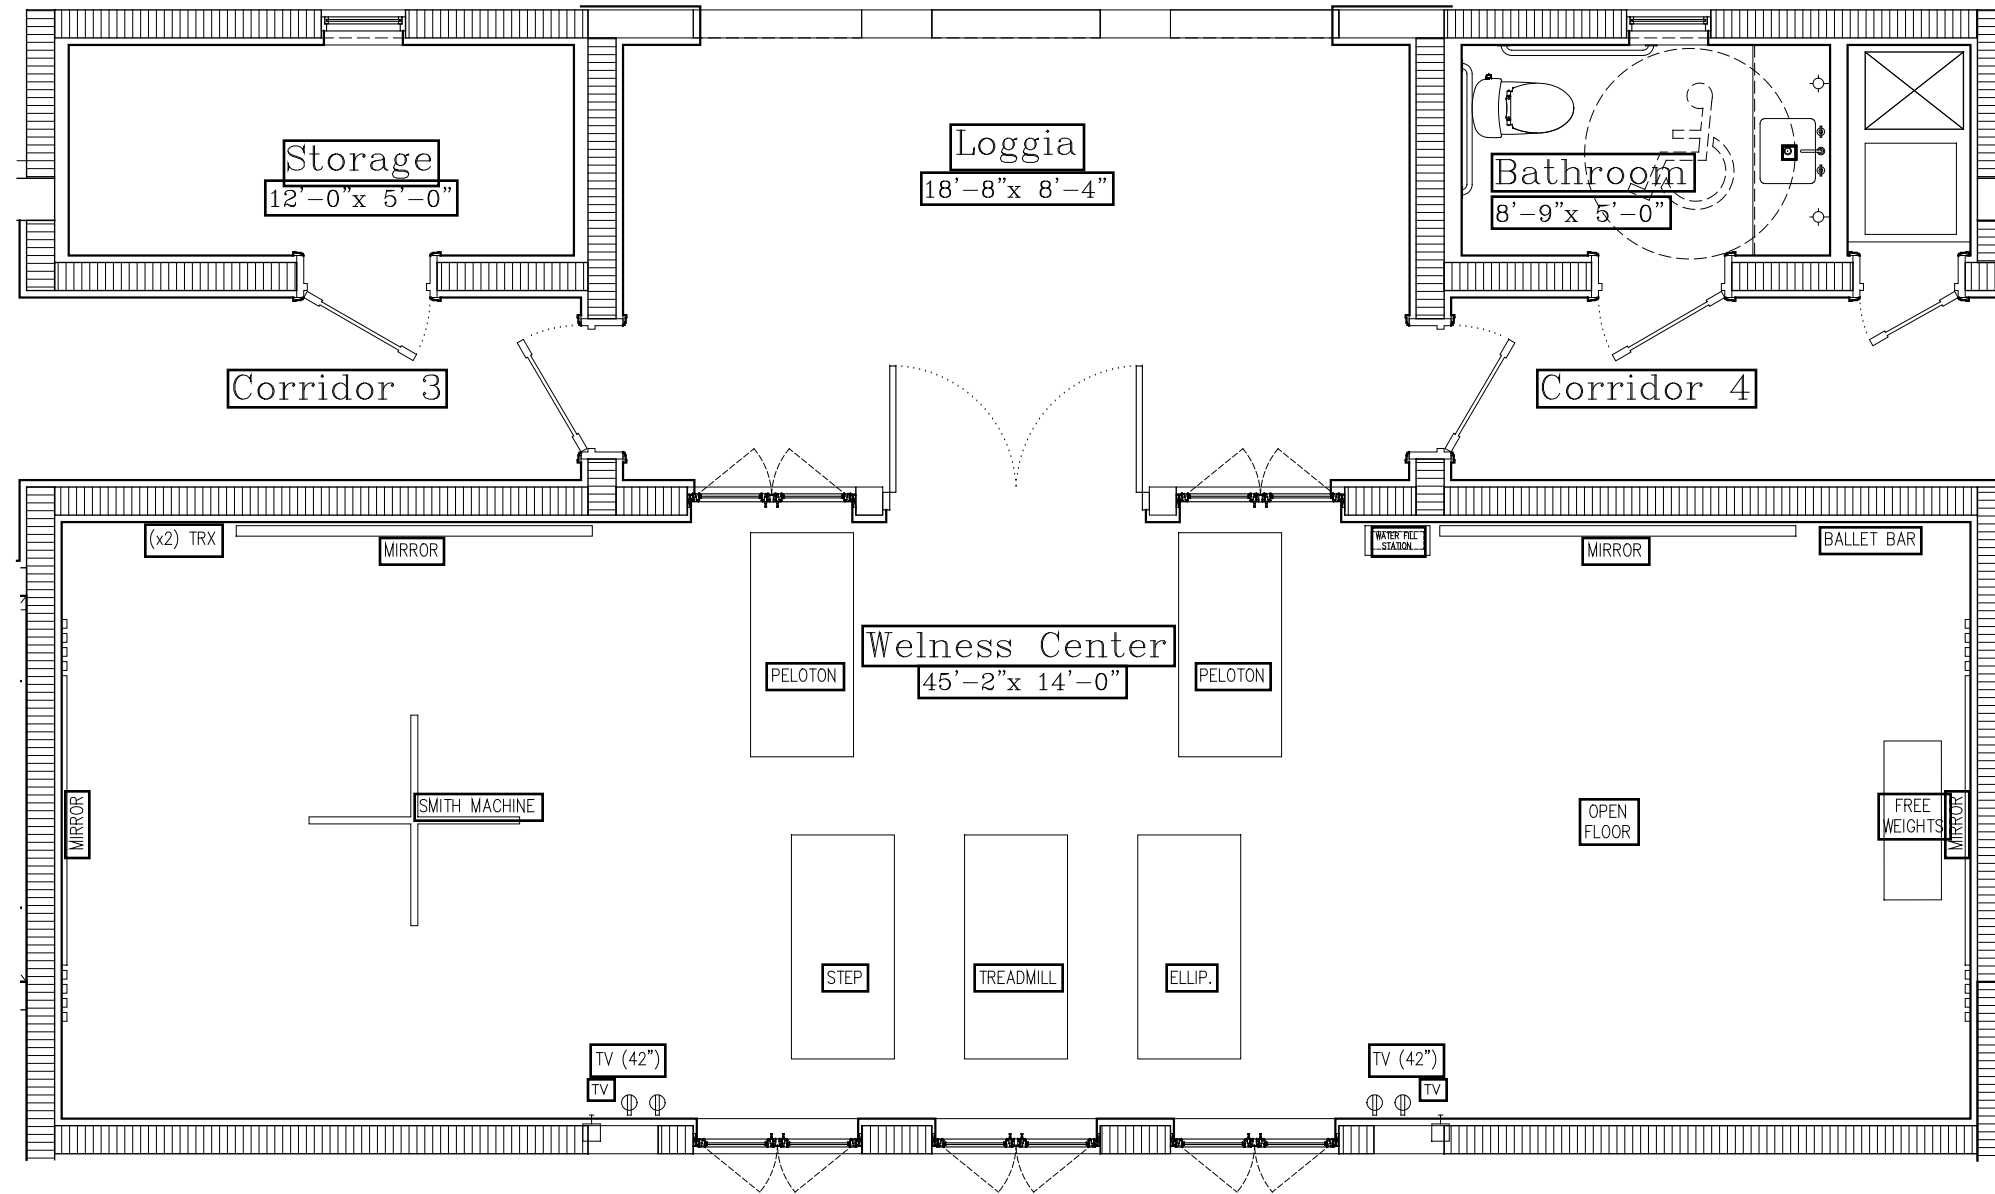 Storage
12'-0"x 5'-0"
Loggia
18'-8"x 8'-4"
Bathroom
8'-9"x 5'-0"
Corridor 3
Corridor 4
(x2) TRX
MIRROR
WATER FILL
STATION
MIRROR
BALLET BAR
Welness Center
45'-2"x 14'-0"
PELOTON
PELOTON
MIRROR
SMITH MACHINE
OPEN
FLOOR
FREE
WEIGHTS
MIRROR
STEP
TREADMILL
ELLIP.
TV (42")
TV
TV (42")
TV